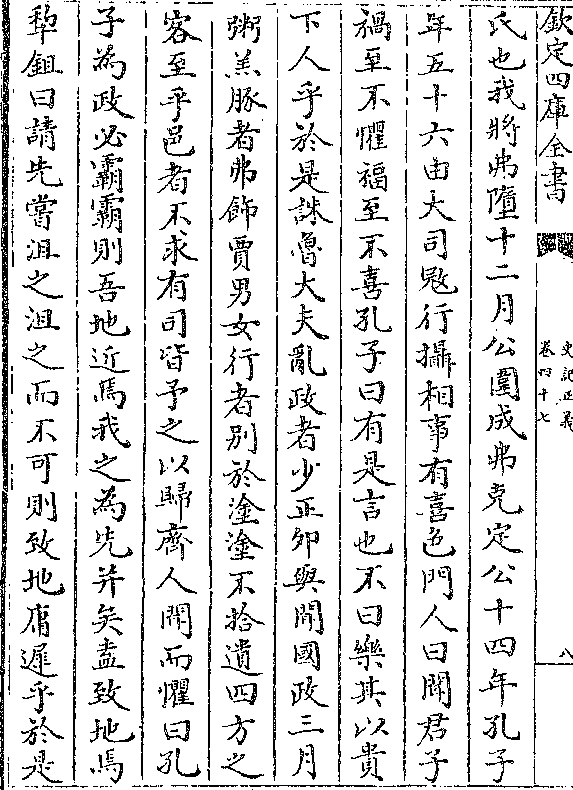 欽定四庫全書
史記正義
卷四十七
八
氏也我將弗墮十二月公圍成弗克定公十四年孔子
年五十六由大司㓂行攝相事有喜色門人曰聞君子
禍至不懼福至不喜孔子曰有是言也不曰樂其以貴
下人乎於是誅魯大夫亂政者少正夘與聞國政三月
粥羔豚者弗飾賈男女行者别於塗塗不拾遺四方之
客至乎邑者不求有司皆予之以歸齊人聞而懼曰孔
子為政必霸霸則吾地近焉我之為先并矣盍致地焉
犂鉏曰請先嘗沮之沮之而不可則致地庸遲乎於是